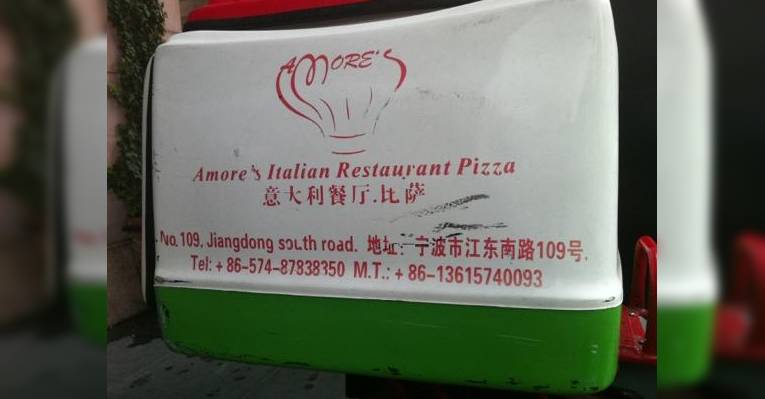 AMORE'S
Amore's Italian Restaurant Pizza
意大利餐厅.比萨
No. 109, Jiangdong south road. 地址: 宁波市江东南路109号.
Tel: + 86-574-87838350 M.T.: + 86-13615740093